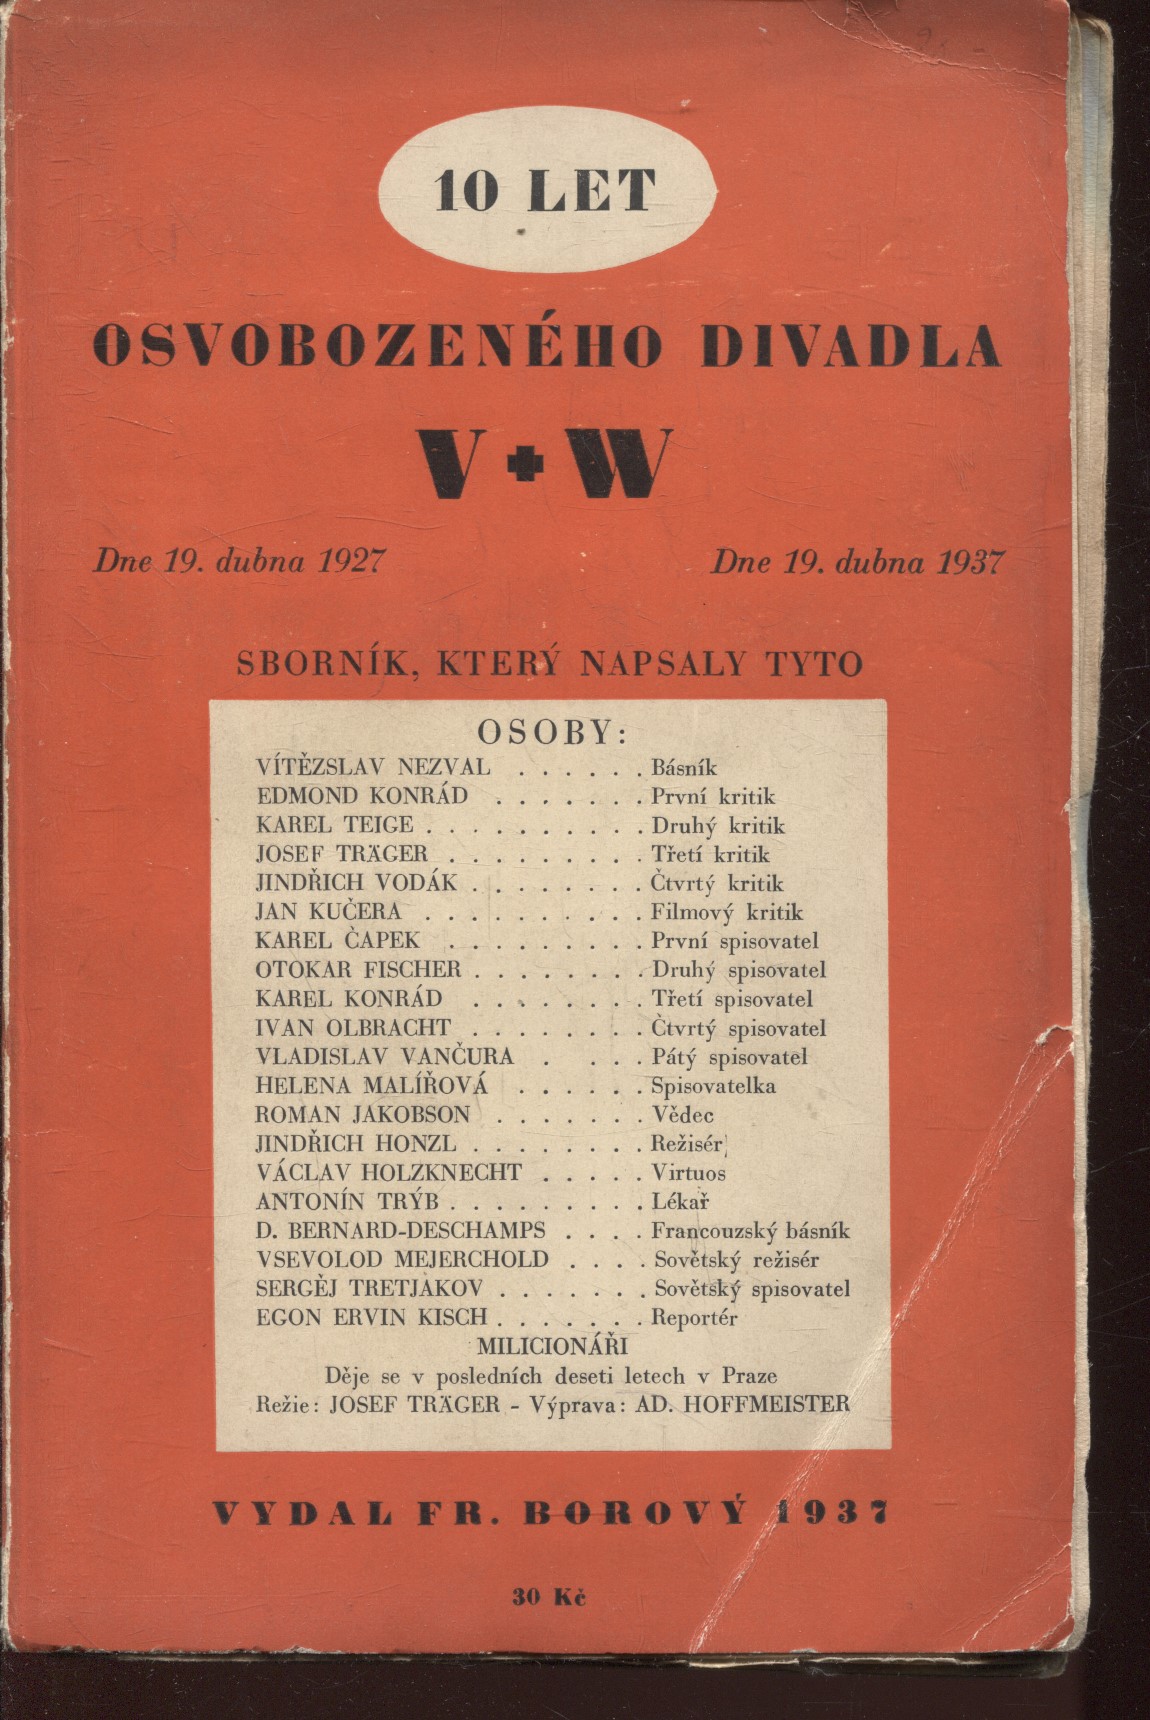 10 LET
OSVOBOZENÉHO DIVADLA
V + W
Dne 19. dubna 1927 Dne 19. dubna 1937
SBORNÍK, KTERÝ NAPSALY TYTO
OSOBY:
VÍTĚZSLAV NEZVAL . . . . . . Básník
EDMOND KONRÁD . . . . . . . První kritik
KAREL TEIGE . . . . . . . . . . Druhý kritik
JOSEF TRÄGER . . . . . . . . . Třetí kritik
JINDŘICH VODÁK . . . . . . . . Čtvrtý kritik
JAN KUČERA . . . . . . . . . . Filmový kritik
KAREL ČAPEK . . . . . . . . . První spisovatel
OTOKAR FISCHER . . . . . . . . Druhý spisovatel
KAREL KONRÁD . . . . . . . . Třetí spisovatel
IVAN OLBRACHT . . . . . . . . Čtvrtý spisovatel
VLADISLAV VANČURA . . . . Pátý spisovatel
HELENA MALÍŘOVÁ . . . . . . Spisovatelka
ROMAN JAKOBSON . . . . . . . Vědec
JINDŘICH HONZL . . . . . . . . Režisér
VÁCLAV HOLZKNECHT . . . . . Virtuos
ANTONÍN TRÝB . . . . . . . . . Lékař
D. BERNARD-DESCHAMPS . . . . Francouzský básník
VSEVOLOD MEJERCHOLD . . . . Sovětský režisér
SERGĚJ TRETJAKOV . . . . . . . Sovětský spisovatel
EGON ERVIN KISCH . . . . . . . Reportér
MILICIONÁŘI
Děje se v posledních deseti letech v Praze
Režie: JOSEF TRÄGER - Výprava: AD. HOFFMEISTER
VYDAL FR. BOROVÝ 1937
30 Kč